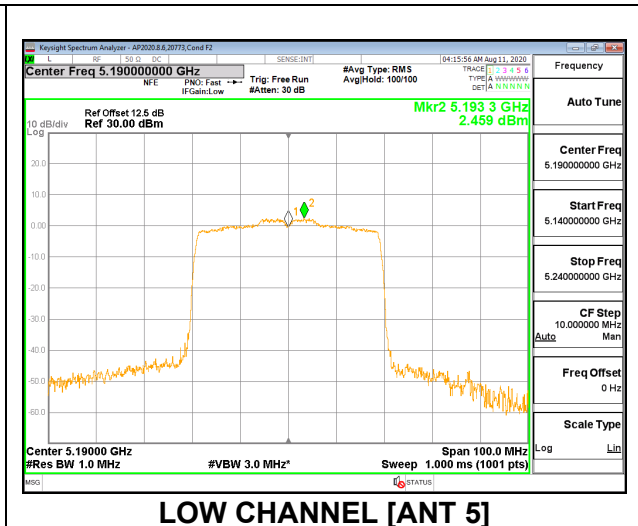 Keysight Spectrum Analyzer - AP2020.8.6,20773,Cond F2
L RF 50 Ω DC SENSE:INT 04:15:56 AM Aug 11, 2020
Center Freq 5.190000000 GHz
NFE
PNO: Fast
IFGain:Low
Trig: Free Run
#Atten: 30 dB
#Avg Type: RMS
Avg|Hold: 100/100
TRACE 1 2 3 4 5 6
TYPE A WWWWW
DET A N N N N N
Ref Offset 12.5 dB
Ref 30.00 dBm
10 dB/div
Log
Mkr2 5.193 3 GHz
2.459 dBm
20.0
10.0
0.00
-10.0
-20.0
-30.0
-40.0
-50.0
-60.0
1
2
Center 5.19000 GHz
#Res BW 1.0 MHz
#VBW 3.0 MHz*
Span 100.0 MHz
Sweep 1.000 ms (1001 pts)
MSG
STATUS
Frequency
Auto Tune
Center Freq
5.190000000 GHz
Start Freq
5.140000000 GHz
Stop Freq
5.240000000 GHz
CF Step
10.000000 MHz
Auto Man
Freq Offset
0 Hz
Scale Type
Log Lin
LOW CHANNEL [ANT 5]